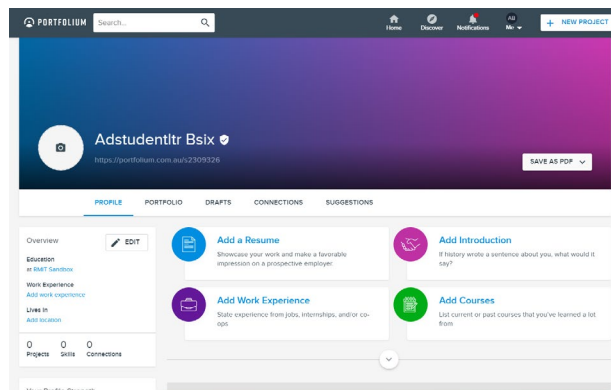 PORTFOLIUM
Search...
Home
Discover
Notifications
AB
Me
+ NEW PROJECT
Adstudentltr Bsix
https://portfolium.com.au/s2309326
SAVE AS PDF
PROFILE
PORTFOLIO
DRAFTS
CONNECTIONS
SUGGESTIONS
Overview
EDIT
Education
at RMIT Sandbox
Work Experience
Add work experience
Lives In
Add location
0 0 0
Projects Skills Connections
Add a Resume
Showcase your work and make a favorable
impression on a prospective employer
Add Introduction
If history wrote a sentence about you, what would it
say?
Add Work Experience
State experience from jobs, internships, and/or co-
ops
Add Courses
List current or past courses that you've learned a lot
from